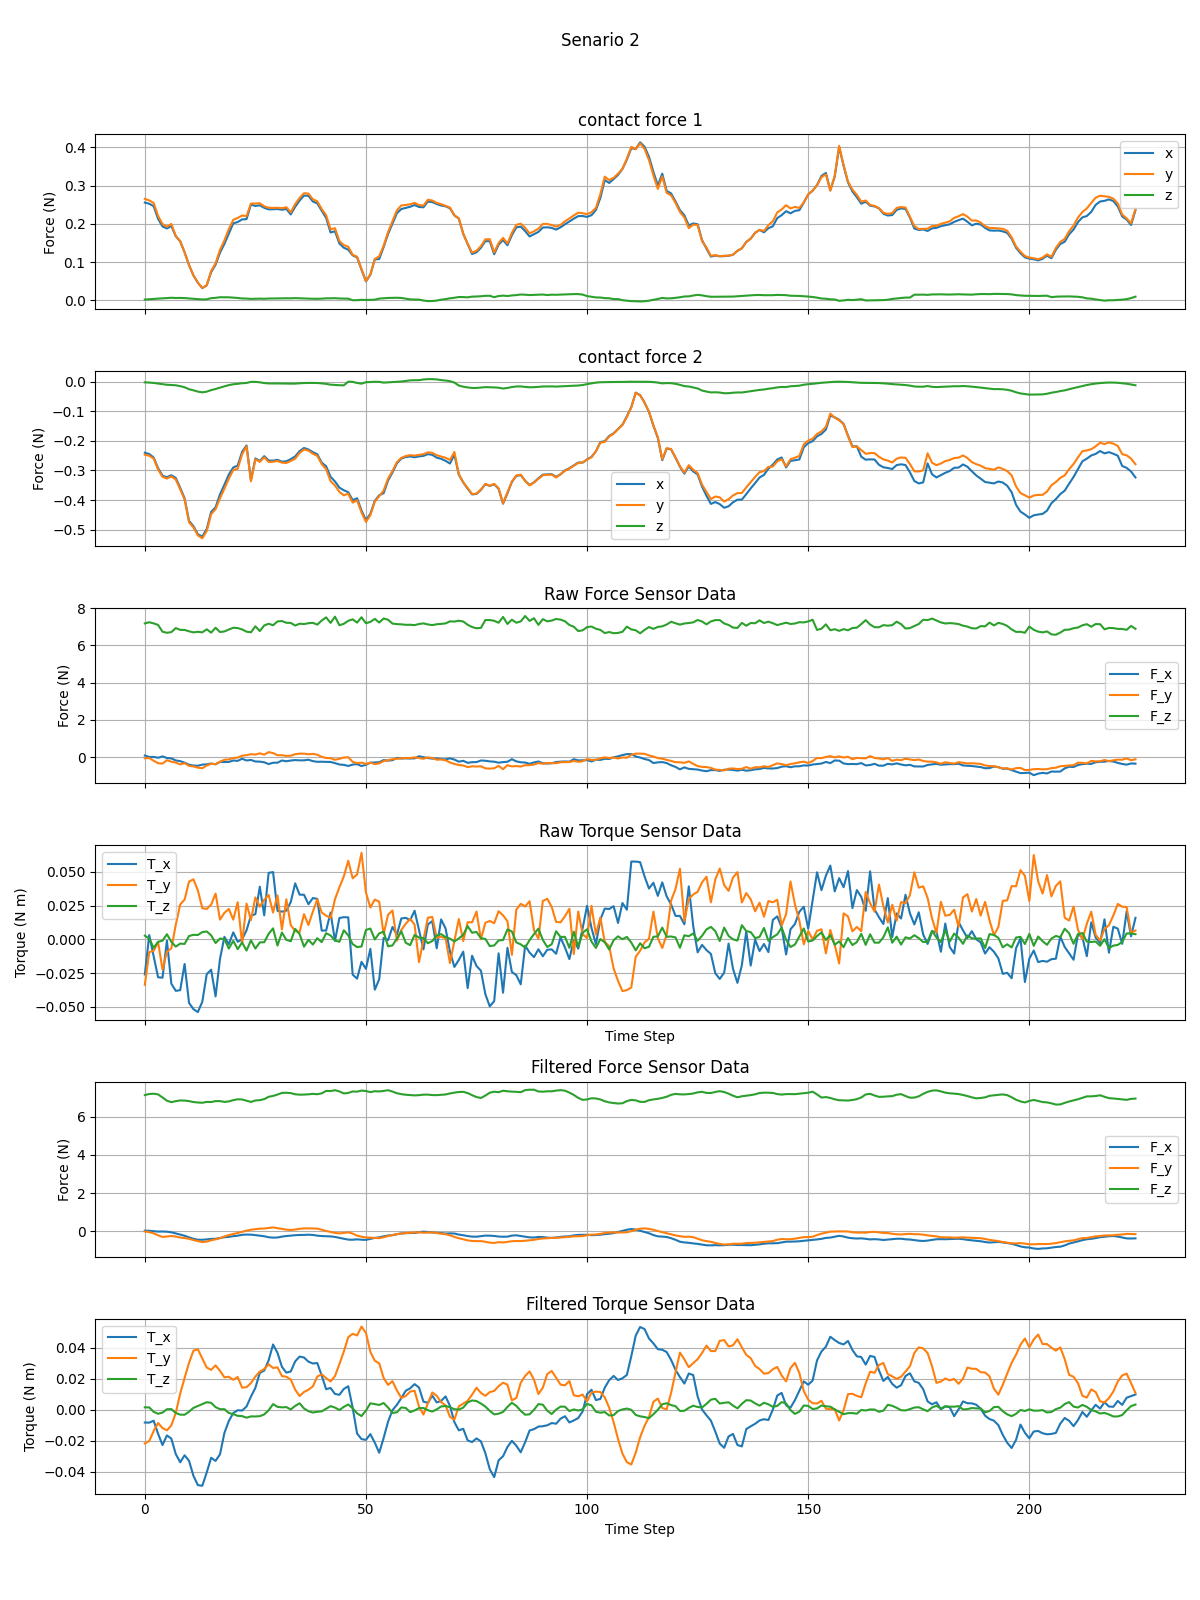 Senario 2
contact force 1
Force (N)
0.4
0.3
0.2
0.1
0.0
x
y
z
contact force 2
Force (N)
0.0
−0.1
−0.2
−0.3
−0.4
−0.5
x
y
z
Raw Force Sensor Data
Force (N)
8
6
4
2
0
F_x
F_y
F_z
Raw Torque Sensor Data
Torque (N m)
0.050
0.025
0.000
−0.025
−0.050
T_x
T_y
T_z
Time Step
Filtered Force Sensor Data
Force (N)
6
4
2
0
F_x
F_y
F_z
Filtered Torque Sensor Data
Torque (N m)
0.04
0.02
0.00
−0.02
−0.04
T_x
T_y
T_z
0 50 100 150 200
Time Step